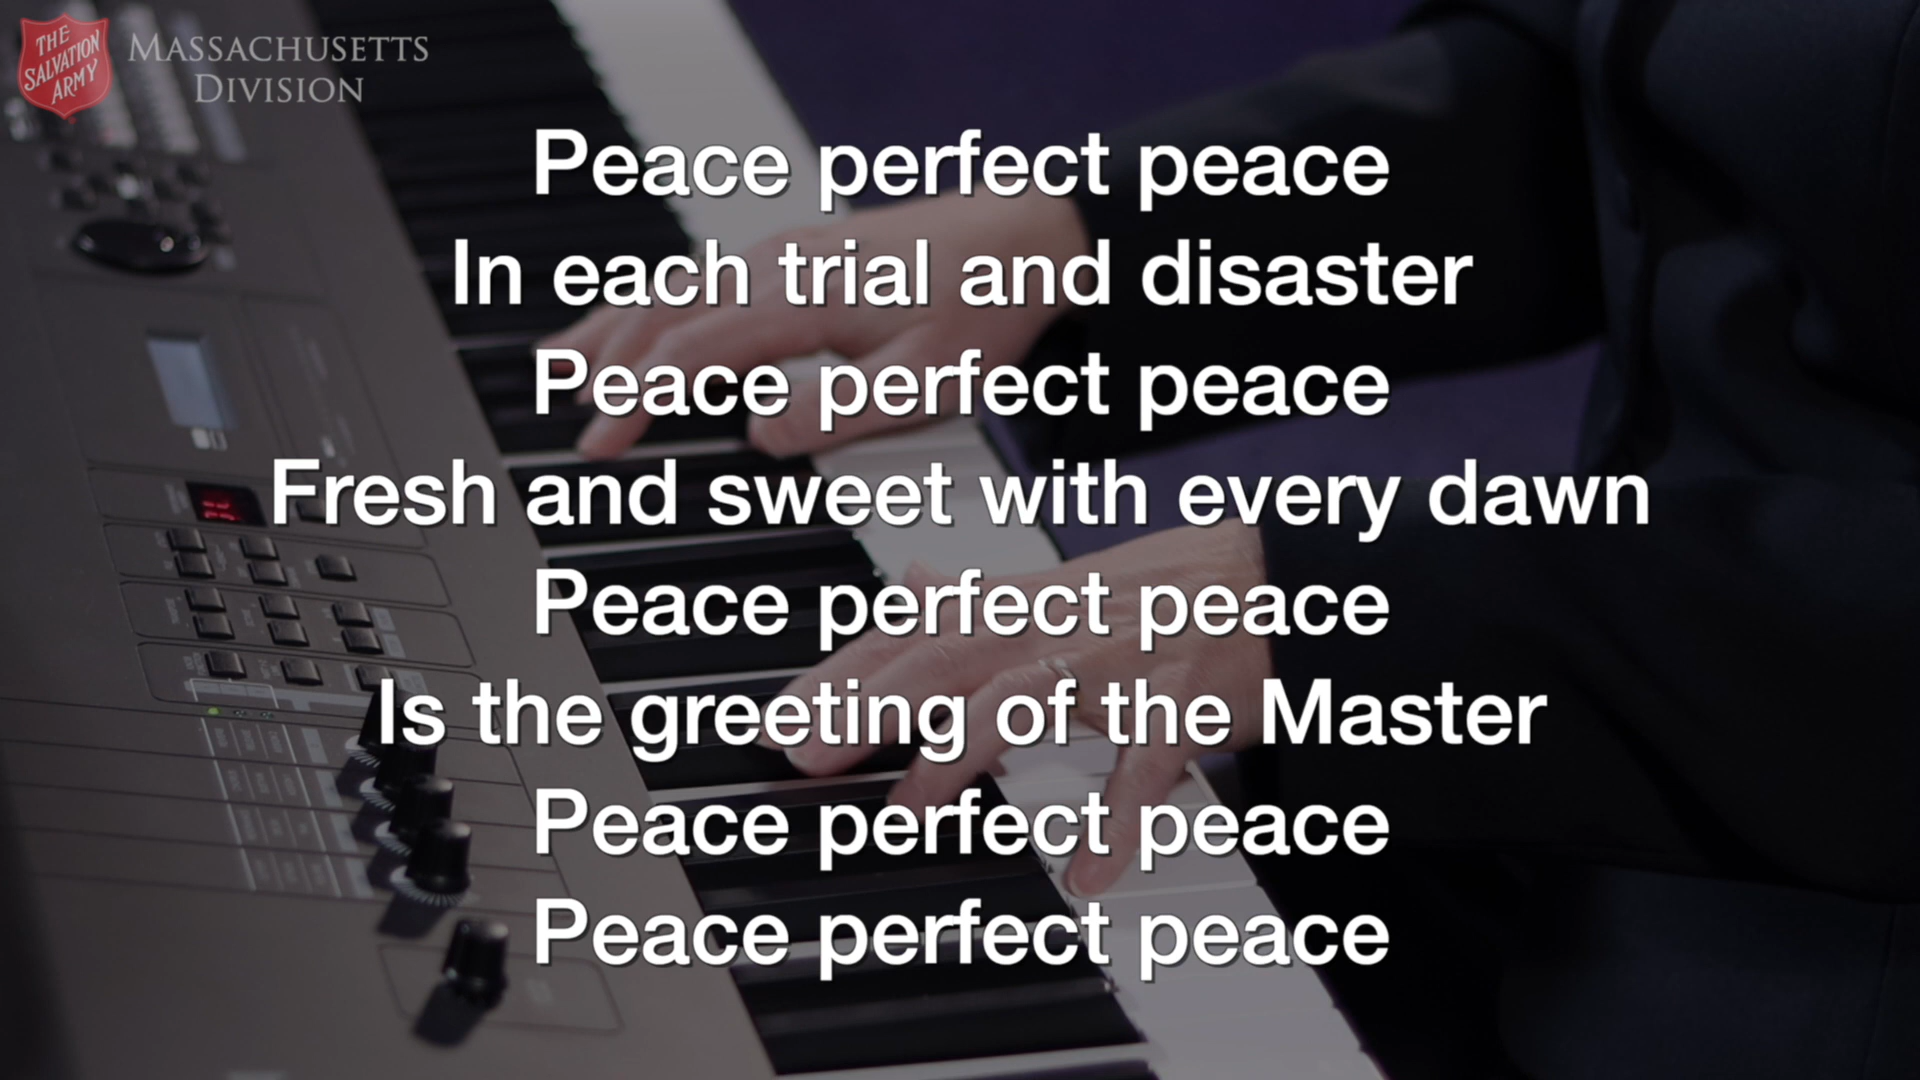 THE
SALVATION
ARMY
MASSACHUSETTS
DIVISION
Peace perfect peace
In each trial and disaster
Peace perfect peace
Fresh and sweet with every dawn
Peace perfect peace
Is the greeting of the Master
Peace perfect peace
Peace perfect peace